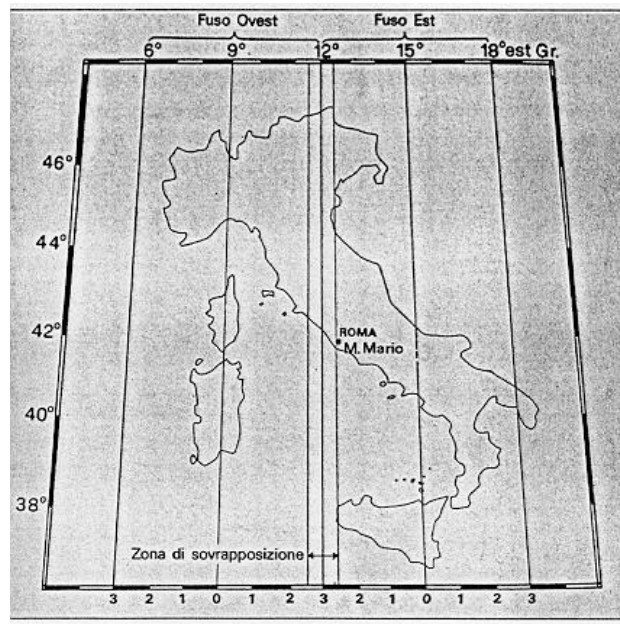 Fuso Ovest Fuso Est
6° 9° 12° 15° 18° est Gr.
46°
44°
42°
ROMA
M. Mario
40°
38°
Zona di sovrapposizione
3 2 1 0 1 2 3 2 1 0 1 2 3